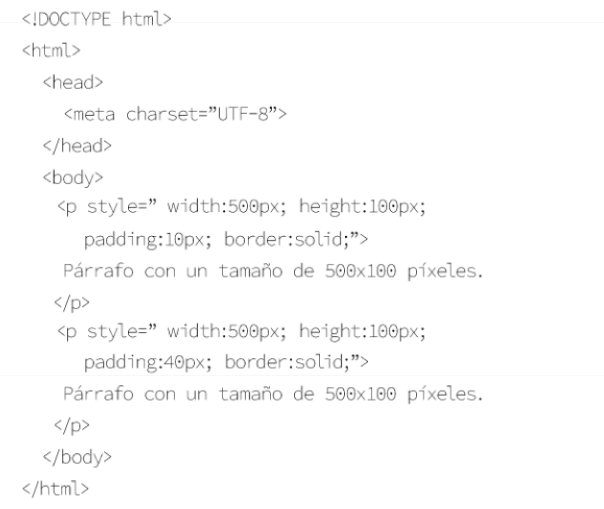 <!DOCTYPE html>
<html>
<head>
<meta charset=”UTF-8”>
</head>
<body>
<p style=” width:500px; height:100px;
padding:10px; border:solid;”>
Párrafo con un tamaño de 500x100 píxeles.
</p>
<p style=” width:500px; height:100px;
padding:40px; border:solid;”>
Párrafo con un tamaño de 500x100 píxeles.
</p>
</body>
</html>